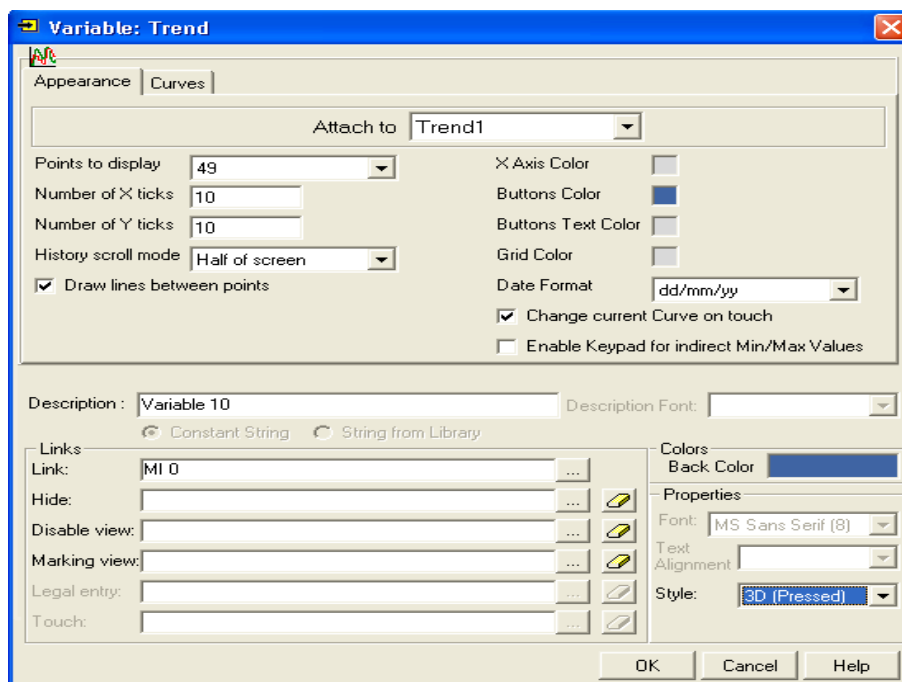 Variable: Trend
Appearance Curves
Attach to Trend1
Points to display 49
Number of X ticks 10
Number of Y ticks 10
History scroll mode Half of screen
Draw lines between points
X Axis Color
Buttons Color
Buttons Text Color
Grid Color
Date Format dd/mm/yy
Change current Curve on touch
Enable Keypad for indirect Min/Max Values
Description : Variable 10 Description Font:
Constant String String from Library
Links
Link: MI 0 ...
Hide: ...
Disable view: ...
Marking view: ...
Legal entry: ...
Touch: ...
Colors
Back Color
Properties
Font: MS Sans Serif (8)
Text
Alignment
Style: 3D (Pressed)
OK Cancel Help